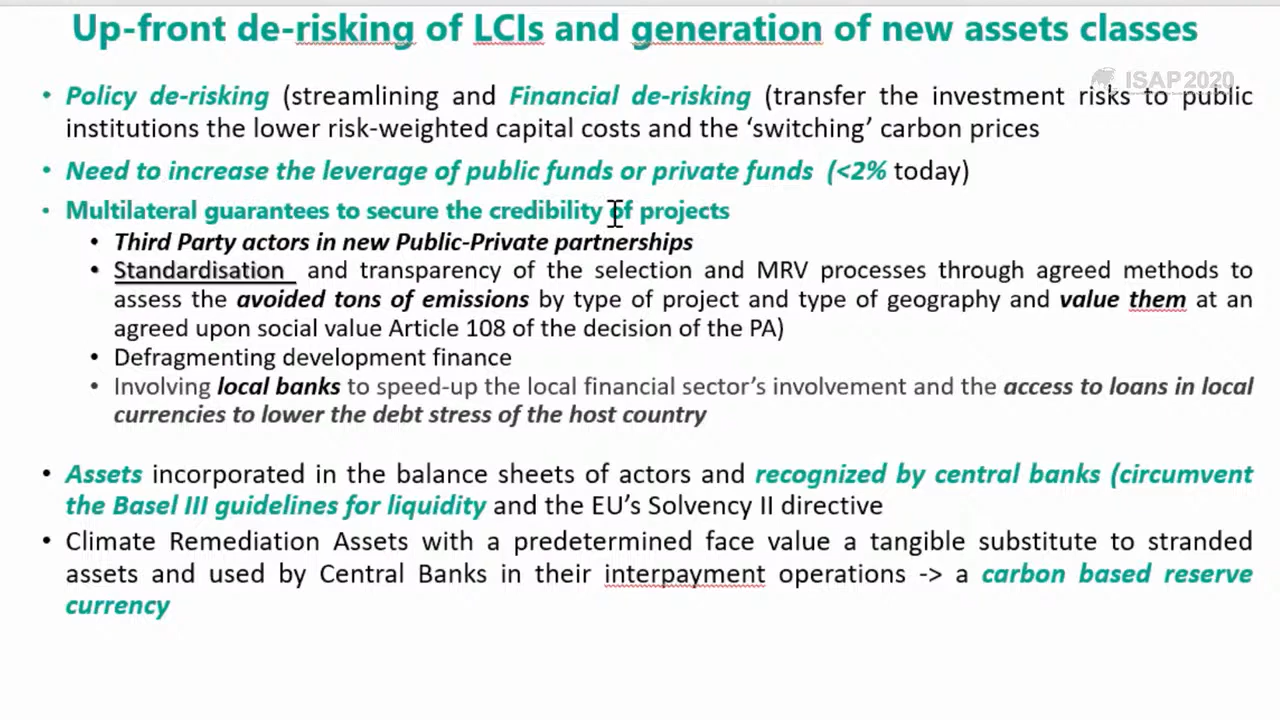 Up-front de-risking of LCIs and generation of new assets classes
ISAP 2020
• Policy de-risking (streamlining and Financial de-risking (transfer the investment risks to public
institutions the lower risk-weighted capital costs and the ‘switching’ carbon prices
• Need to increase the leverage of public funds or private funds (<2% today)
• Multilateral guarantees to secure the credibility of projects
• Third Party actors in new Public-Private partnerships
• Standardisation and transparency of the selection and MRV processes through agreed methods to
assess the avoided tons of emissions by type of project and type of geography and value them at an
agreed upon social value Article 108 of the decision of the PA)
• Defragmenting development finance
• Involving local banks to speed-up the local financial sector’s involvement and the access to loans in local
currencies to lower the debt stress of the host country
• Assets incorporated in the balance sheets of actors and recognized by central banks (circumvent
the Basel III guidelines for liquidity and the EU’s Solvency II directive
• Climate Remediation Assets with a predetermined face value a tangible substitute to stranded
assets and used by Central Banks in their interpayment operations -> a carbon based reserve
currency